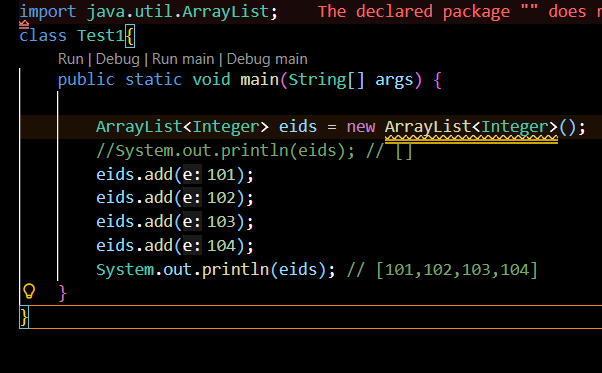 import java.util.ArrayList;    The declared package "" does n
class Test1{
Run | Debug | Run main | Debug main
public static void main(String[] args) {
ArrayList<Integer> eids = new ArrayList<Integer>();
//System.out.println(eids); // []
eids.add(e:101);
eids.add(e:102);
eids.add(e:103);
eids.add(e:104);
System.out.println(eids); // [101,102,103,104]
}
}